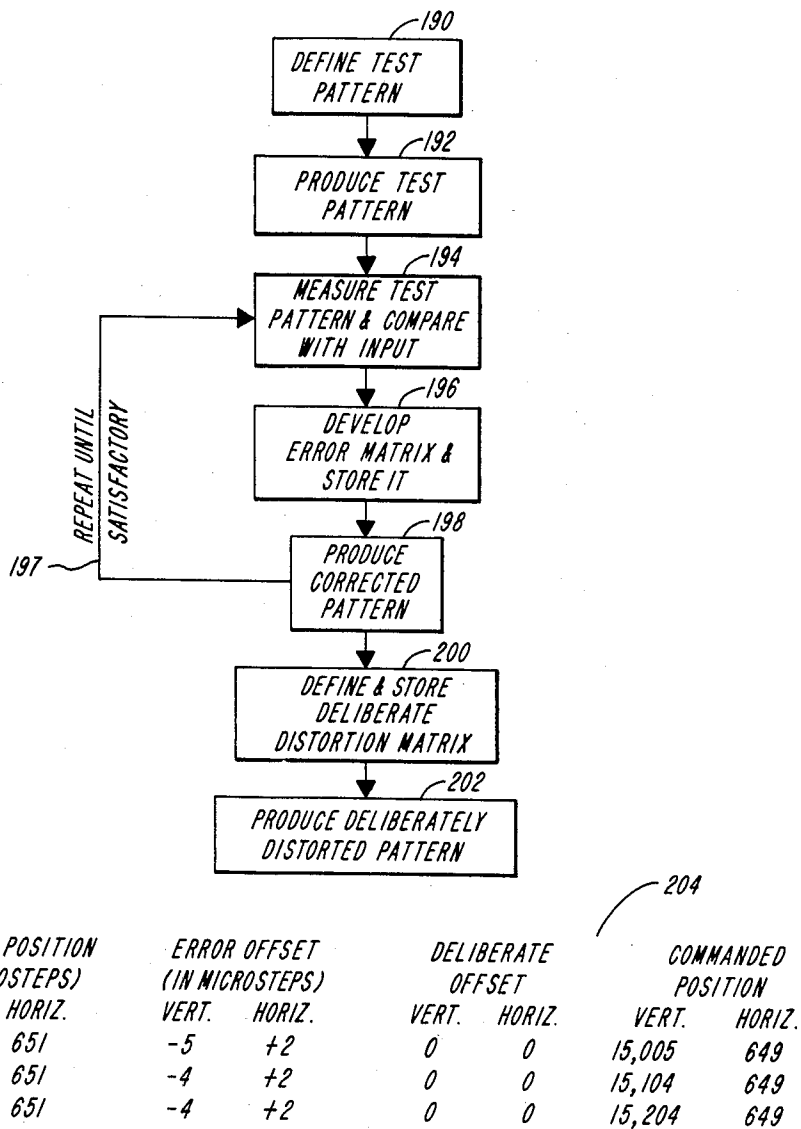 190
DEFINE TEST
PATTERN
192
PRODUCE TEST
PATTERN
194
MEASURE TEST
PATTERN & COMPARE
WITH INPUT
196
DEVELOP
ERROR MATRIX &
STORE IT
REPEAT UNTIL
SATISFACTORY
197
198
PRODUCE
CORRECTED
PATTERN
200
DEFINE & STORE
DELIBERATE
DISTORTION MATRIX
202
PRODUCE DELIBERATELY
DISTORTED PATTERN
204
POSITION ERROR OFFSET DELIBERATE COMMANDED
OSTEPS) (IN MICROSTEPS) OFFSET POSITION
HORIZ. VERT. HORIZ. VERT. HORIZ. VERT. HORIZ.
651 -5 +2 0 0 15,005 649
651 -4 +2 0 0 15,104 649
651 -4 +2 0 0 15,204 649